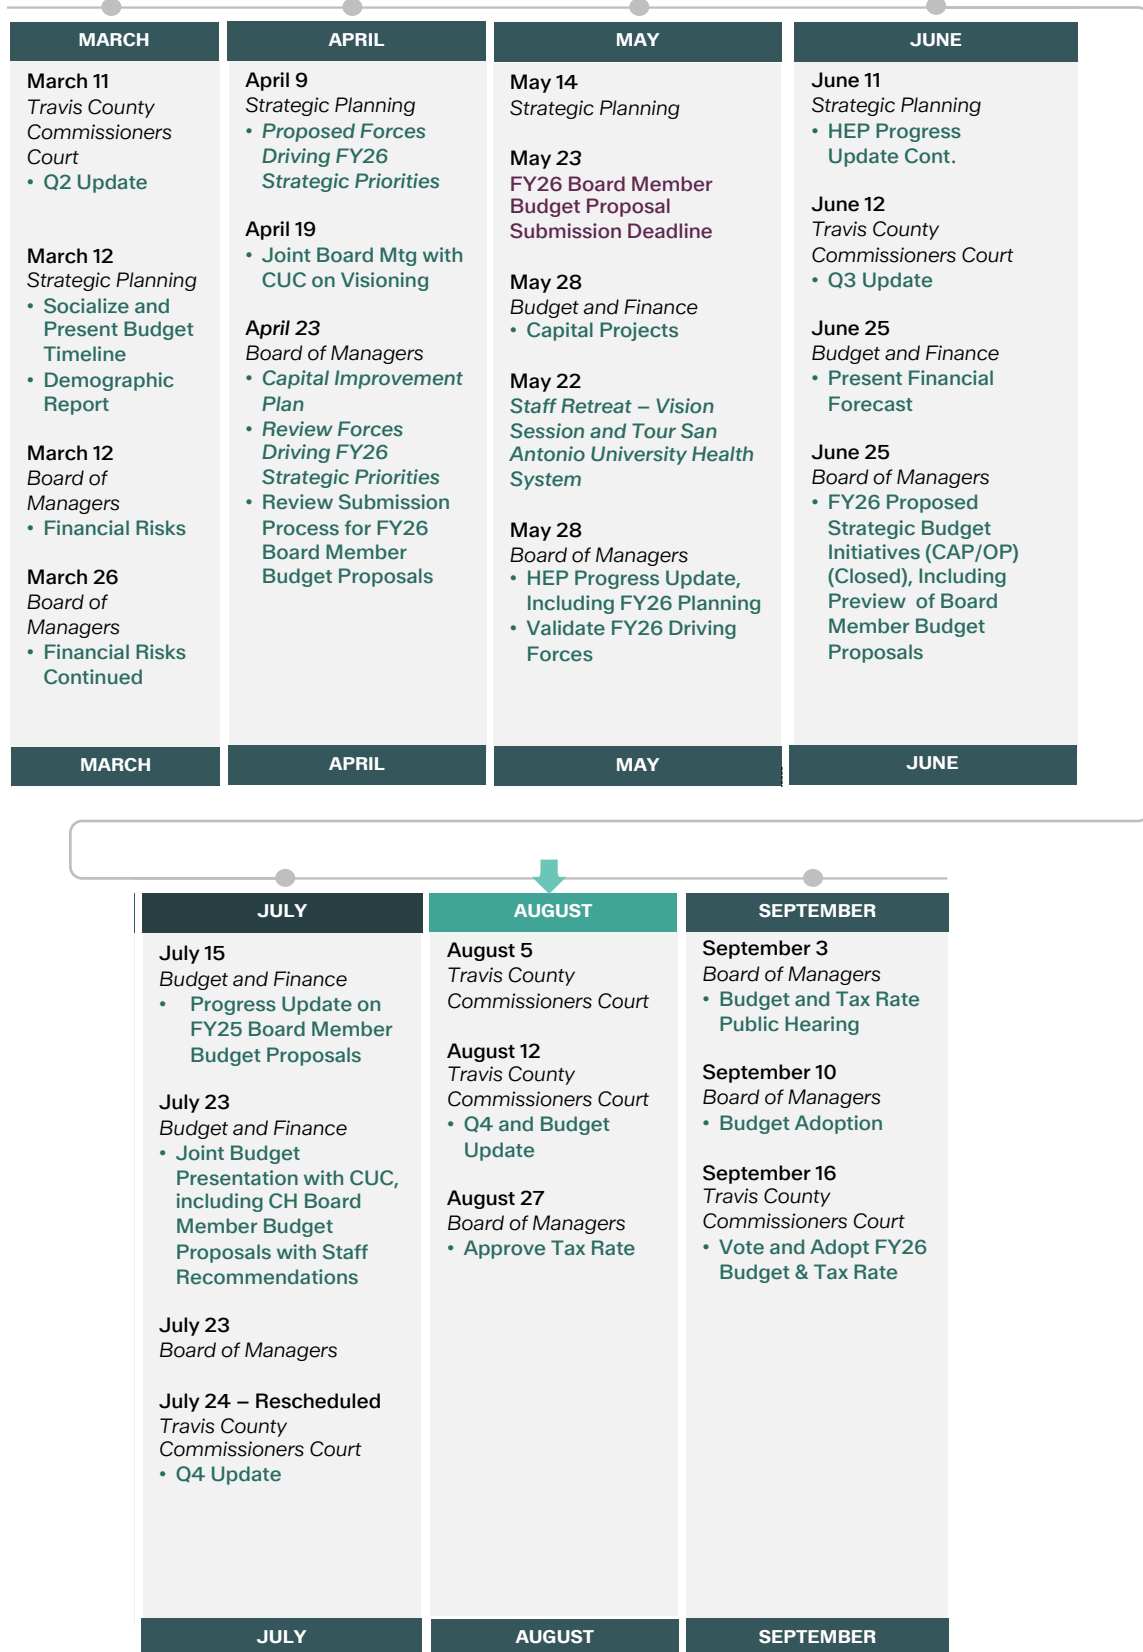 MARCH
March 11
Travis County
Commissioners
Court
• Q2 Update
March 12
Strategic Planning
• Socialize and
Present Budget
Timeline
• Demographic
Report
March 12
Board of
Managers
• Financial Risks
March 26
Board of
Managers
• Financial Risks
Continued
MARCH
APRIL
April 9
Strategic Planning
• Proposed Forces
Driving FY26
Strategic Priorities
April 19
• Joint Board Mtg with
CUC on Visioning
April 23
Board of Managers
• Capital Improvement
Plan
• Review Forces
Driving FY26
Strategic Priorities
• Review Submission
Process for FY26
Board Member
Budget Proposals
APRIL
MAY
May 14
Strategic Planning
May 23
FY26 Board Member
Budget Proposal
Submission Deadline
May 28
Budget and Finance
• Capital Projects
May 22
Staff Retreat – Vision
Session and Tour San
Antonio University Health
System
May 28
Board of Managers
• HEP Progress Update,
Including FY26 Planning
• Validate FY26 Driving
Forces
MAY
JUNE
June 11
Strategic Planning
• HEP Progress
Update Cont.
June 12
Travis County
Commissioners Court
• Q3 Update
June 25
Budget and Finance
• Present Financial
Forecast
June 25
Board of Managers
• FY26 Proposed
Strategic Budget
Initiatives (CAP/OP)
(Closed), Including
Preview of Board
Member Budget
Proposals
JUNE
JULY
July 15
Budget and Finance
• Progress Update on
FY25 Board Member
Budget Proposals
July 23
Budget and Finance
• Joint Budget
Presentation with CUC,
including CH Board
Member Budget
Proposals with Staff
Recommendations
July 23
Board of Managers
July 24 – Rescheduled
Travis County
Commissioners Court
• Q4 Update
JULY
AUGUST
August 5
Travis County
Commissioners Court
August 12
Travis County
Commissioners Court
• Q4 and Budget
Update
August 27
Board of Managers
• Approve Tax Rate
AUGUST
SEPTEMBER
September 3
Board of Managers
• Budget and Tax Rate
Public Hearing
September 10
Board of Managers
• Budget Adoption
September 16
Travis County
Commissioners Court
• Vote and Adopt FY26
Budget & Tax Rate
SEPTEMBER